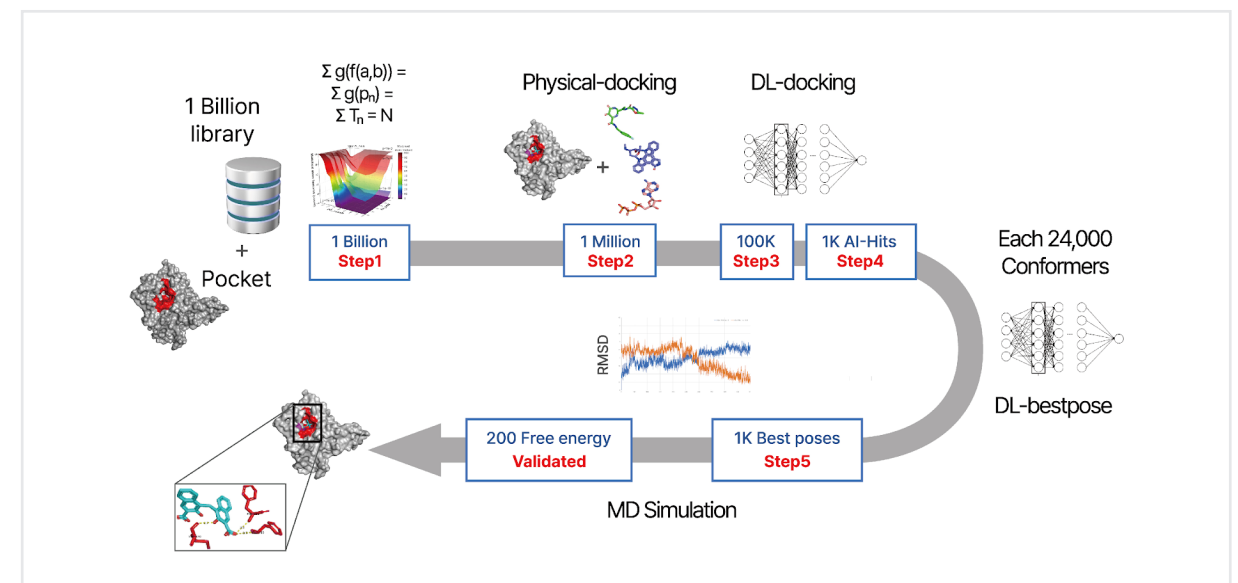 1 Billion
library
+
Pocket
Σ g(f(a,b)) =
Σ g(pₙ) =
Σ Tₙ = N
1 Billion
Step1
Physical-docking
+
1 Million
Step2
DL-docking
100K
Step3
1K AI-Hits
Step4
Each 24,000
Conformers
DL-bestpose
RMSD
1K Best poses
Step5
MD Simulation
200 Free energy
Validated